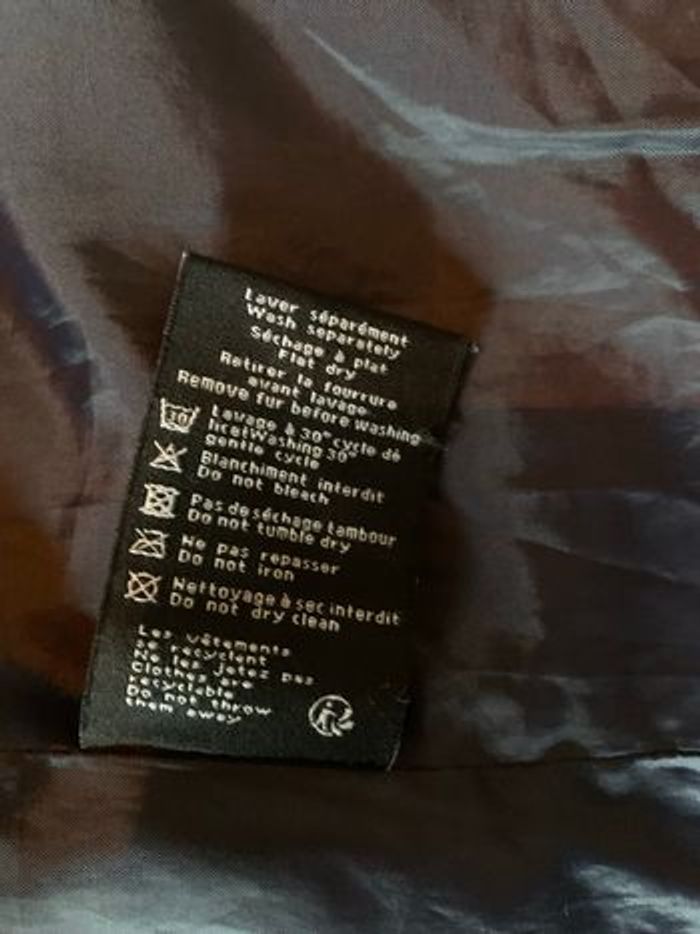 Laver séparément
Wash separately
Séchage à plat
Flat dry
Retirer la fourrure
avant lavage
Remove fur before washing
30
Lavage à 30° cycle dé
licatWashing 30°
gentle cycle
Blanchiment interdit
Do not bleach
Pas de séchage tambour
Do not tumble dry
Ne pas repasser
Do not iron
Nettoyage à sec interdit
Do not dry clean
Les vêtements
se recyclent
Ne les jetez pas
Clothes are
recyclable
Do not throw
them away